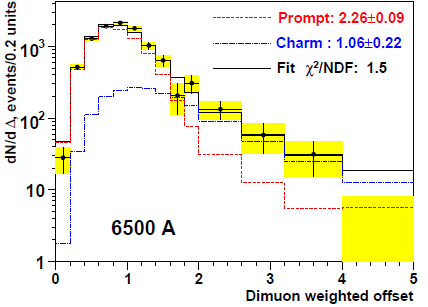 dN/d Δ, events/0.2 units
Prompt: 2.26±0.09
Charm : 1.06±0.22
Fit χ²/NDF: 1.5
10³
10²
10
1
6500 A
0 1 2 3 4 5
Dimuon weighted offset